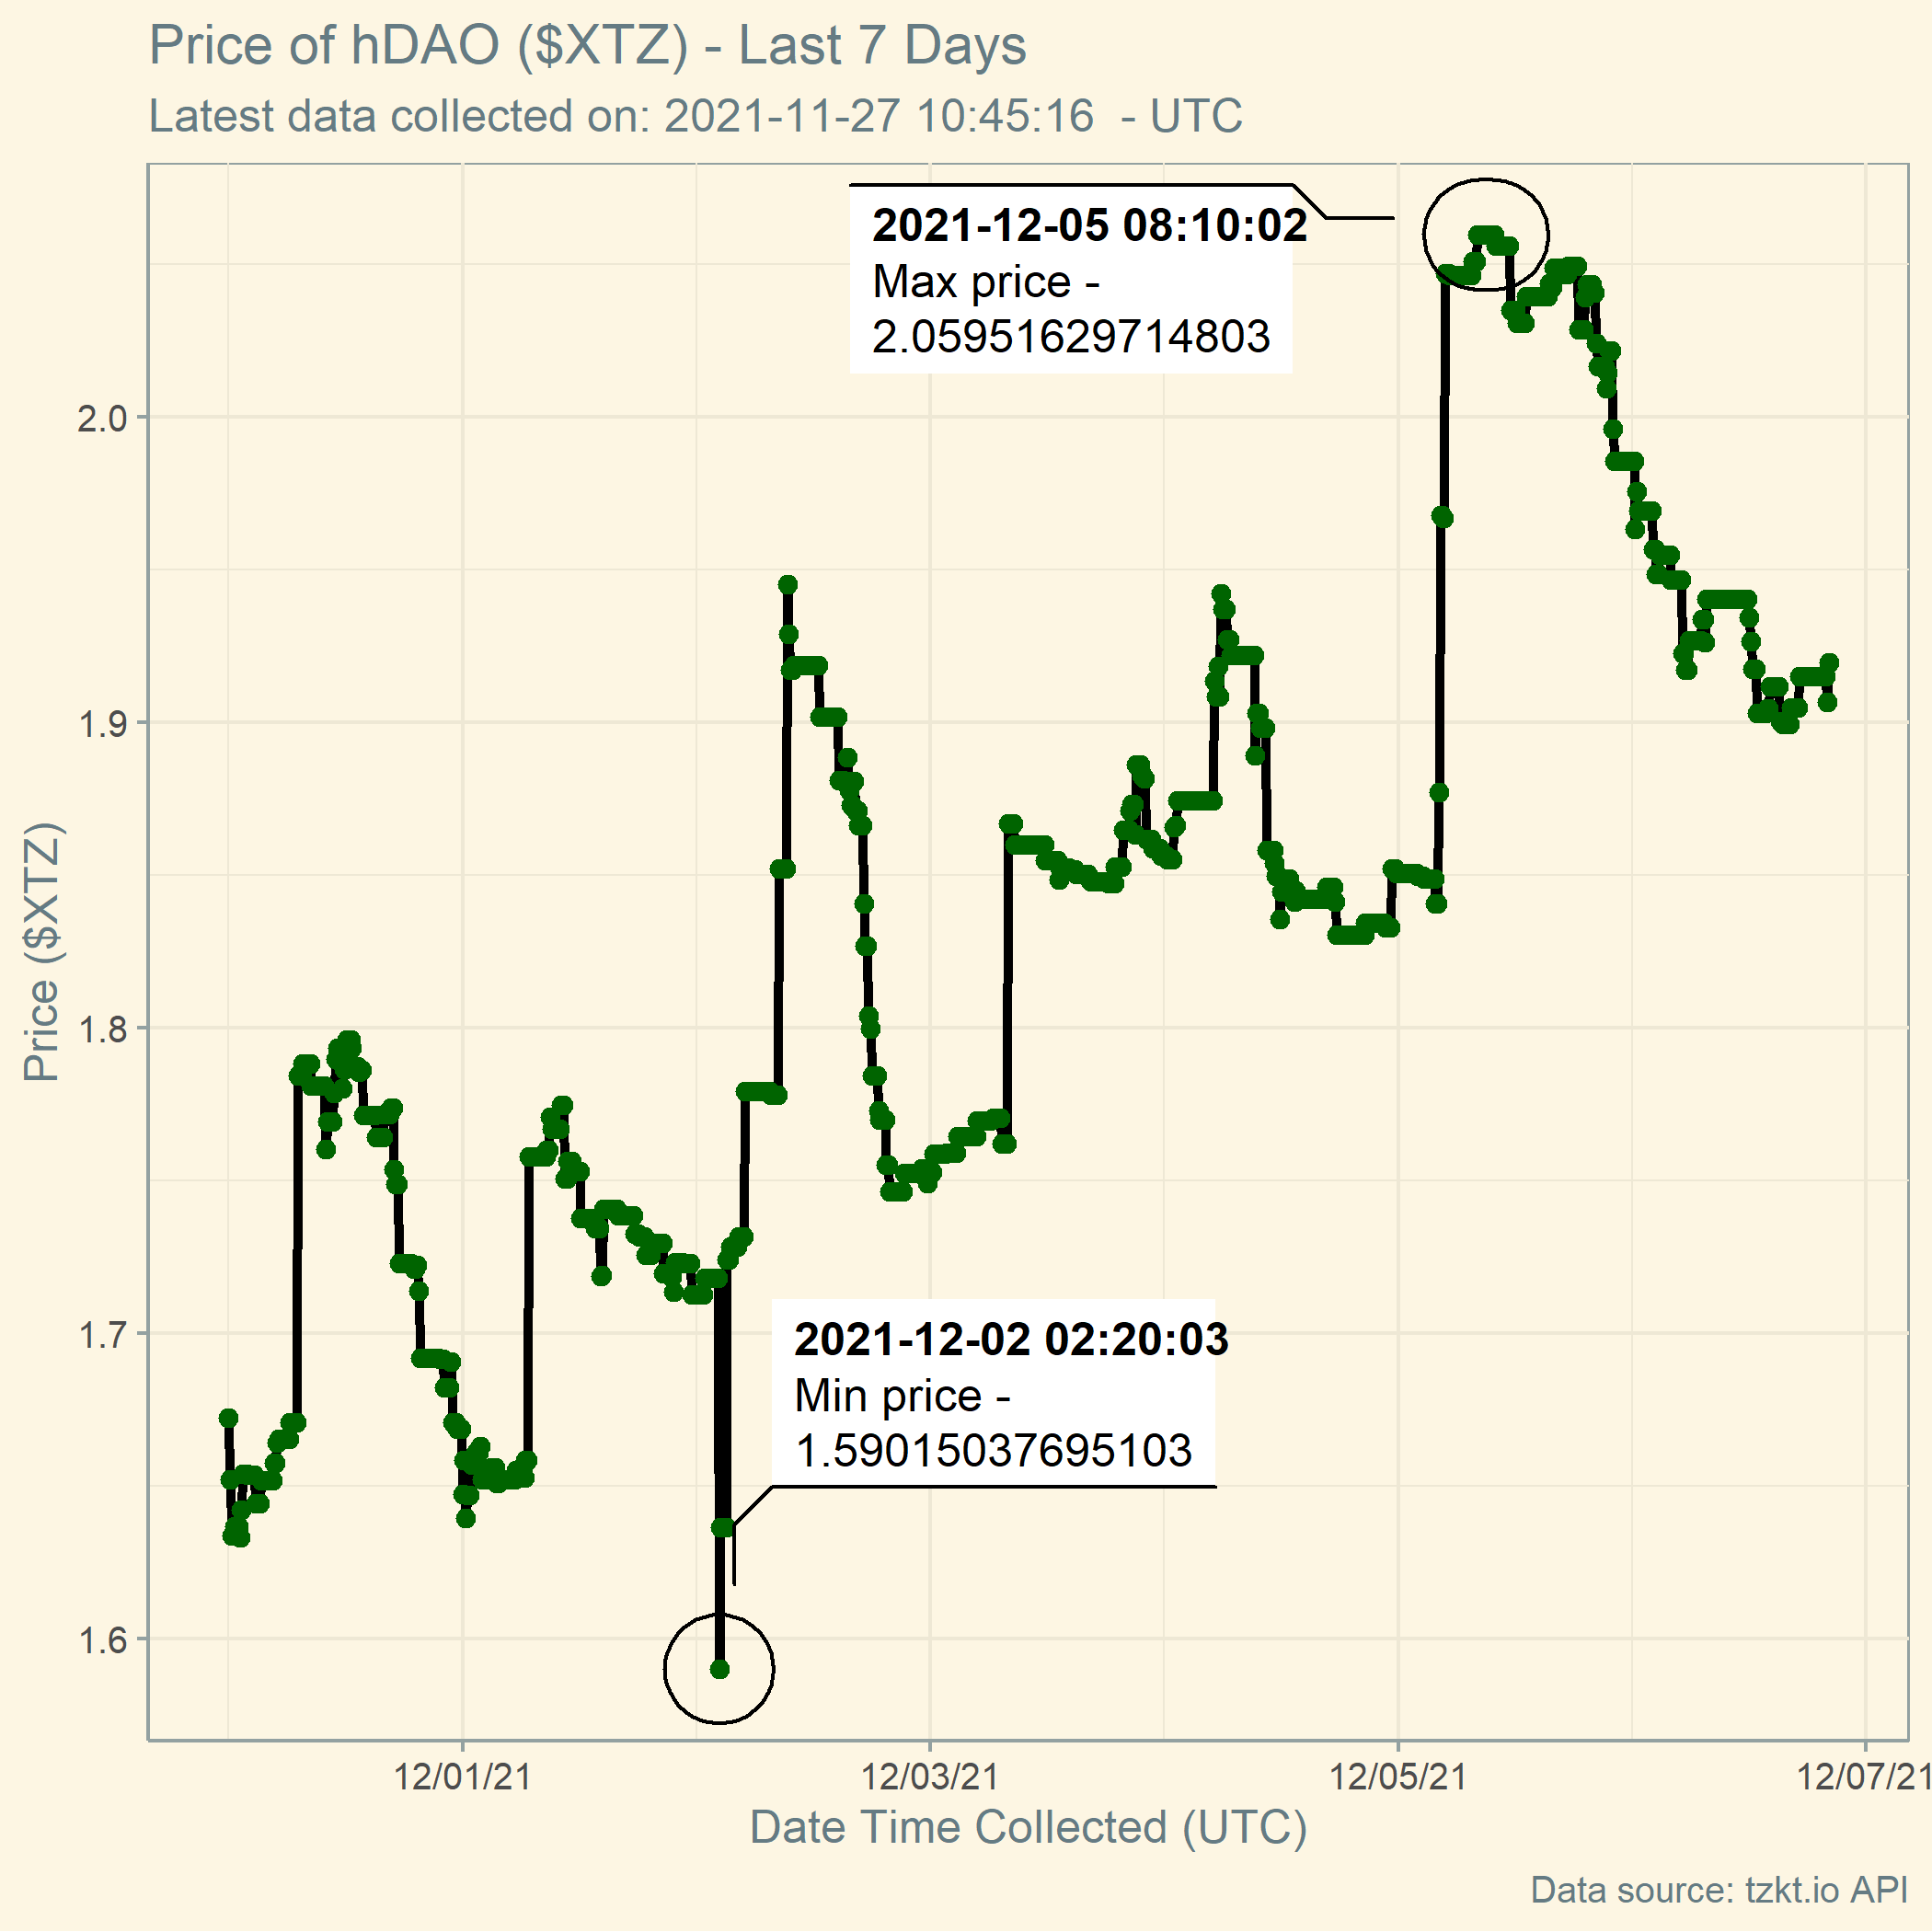 Price of hDAO ($XTZ) - Last 7 Days
Latest data collected on: 2021-11-27 10:45:16  - UTC
2021-12-05 08:10:02
Max price -
2.05951629714803
2.0
1.9
1.8
1.7
1.6
Price ($XTZ)
2021-12-02 02:20:03
Min price -
1.59015037695103
12/01/21
12/03/21
12/05/21
12/07/21
Date Time Collected (UTC)
Data source: tzkt.io API